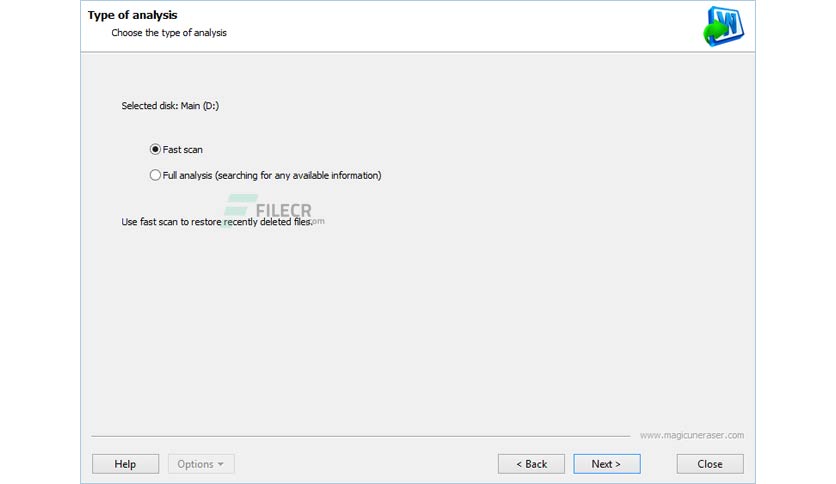 Type of analysis
Choose the type of analysis
W
Selected disk: Main (D:)
Fast scan
Full analysis (searching for any available information)
FILECR
.com
Use fast scan to restore recently deleted files.
www.magicuneraser.com
Help
Options
< Back
Next >
Close